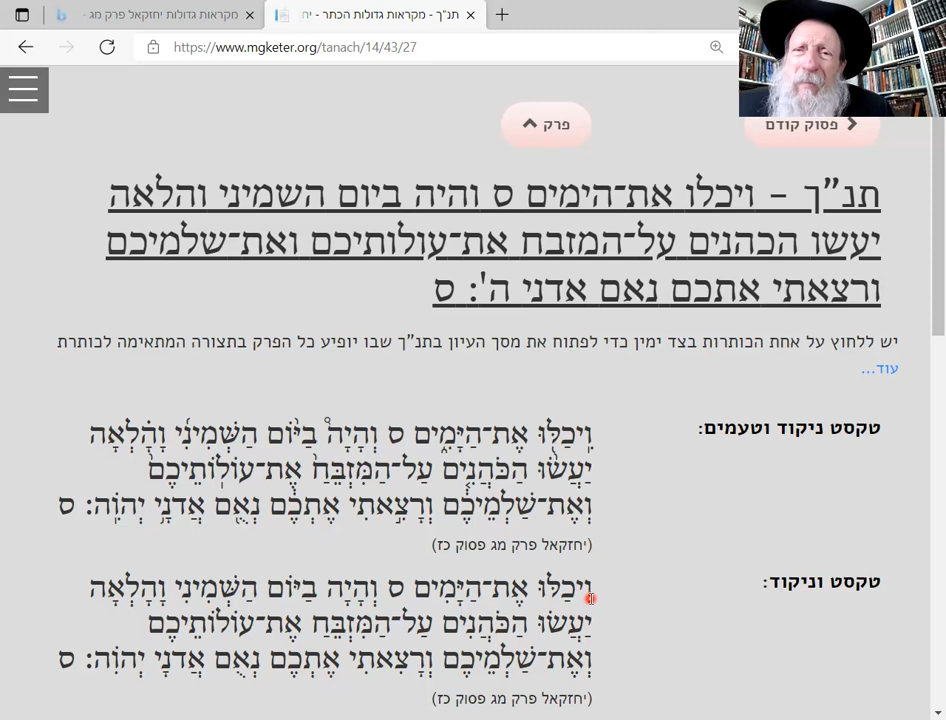 מקראות גדולות יחזקאל פרק מג -
תנ"ך - מקראות גדולות הכתר - יח
https://www.mgketer.org/tanach/14/43/27
פרק
פסוק קודם
תנ"ך - ויכלו את־הימים ס והיה ביום השמיני והלאה
יעשו הכהנים על־המזבח את־עולותיכם ואת־שלמיכם
ורצאתי אתכם נאם אדני ה': ס
יש ללחוץ על אחת הכותרות בצד ימין כדי לפתוח את מסך העיון בתנ"ך שבו יופיע כל הפרק בתצורה המתאימה לכותרת
עוד...
טקסט ניקוד וטעמים:
וִֽיכַלּ֖וּ אֶת־הַיָּמִ֑ים ס וְהָיָה֩ בַיּ֨וֹם הַשְּׁמִינִ֜י וָהָ֗לְאָה
יַעֲשׂ֨וּ הַכֹּהֲנִ֤ים עַל־הַמִּזְבֵּ֙חַ֙ אֶת־עוֹלֽוֹתֵיכֶם֙
וְאֶת־שַׁלְמֵיכֶ֔ם וְרָצִ֣אתִי אֶתְכֶ֔ם נְאֻ֖ם אֲדֹנָ֥י יְהוִֽה: ס
(יחזקאל פרק מג פסוק כז)
טקסט וניקוד:
וִיכַלּוּ אֶת־הַיָּמִים ס וְהָיָה בַיּוֹם הַשְּׁמִינִי וָהָלְאָה
יַעֲשׂוּ הַכֹּהֲנִים עַל־הַמִּזְבֵּחַ אֶת־עוֹלוֹתֵיכֶם
וְאֶת־שַׁלְמֵיכֶם וְרָצִאתִי אֶתְכֶם נְאֻם אֲדֹנָי יְהוִה: ס
(יחזקאל פרק מג פסוק כז)